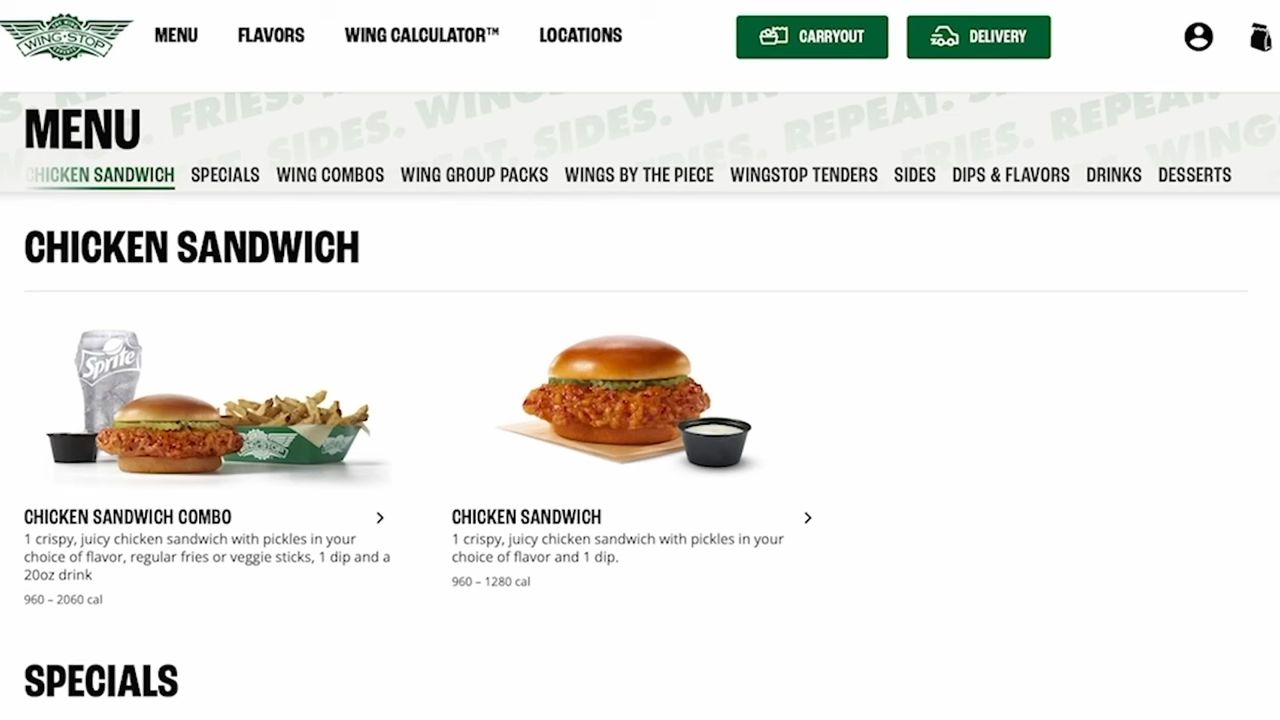 WING·STOP
MENU FLAVORS WING CALCULATOR™ LOCATIONS CARRYOUT DELIVERY
MENU
CHICKEN SANDWICH SPECIALS WING COMBOS WING GROUP PACKS WINGS BY THE PIECE WINGSTOP TENDERS SIDES DIPS & FLAVORS DRINKS DESSERTS
CHICKEN SANDWICH
Sprite
WINGSTOP
CHICKEN SANDWICH COMBO
1 crispy, juicy chicken sandwich with pickles in your
choice of flavor, regular fries or veggie sticks, 1 dip and a
20oz drink
960 – 2060 cal
CHICKEN SANDWICH
1 crispy, juicy chicken sandwich with pickles in your
choice of flavor and 1 dip.
960 – 1280 cal
SPECIALS